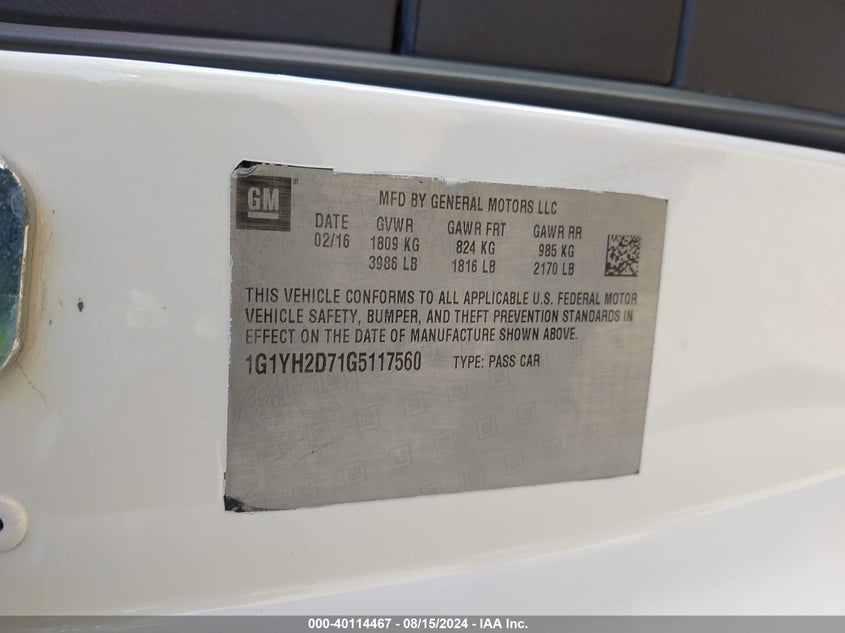 GM ®
MFD BY GENERAL MOTORS LLC
DATE GVWR GAWR FRT GAWR RR
02/16 1809 KG 824 KG 985 KG
3986 LB 1816 LB 2170 LB
THIS VEHICLE CONFORMS TO ALL APPLICABLE U.S. FEDERAL MOTOR
VEHICLE SAFETY, BUMPER, AND THEFT PREVENTION STANDARDS IN
EFFECT ON THE DATE OF MANUFACTURE SHOWN ABOVE.
1G1YH2D71G5117560 TYPE: PASS CAR
000-40114467 - 08/15/2024 - IAA Inc.